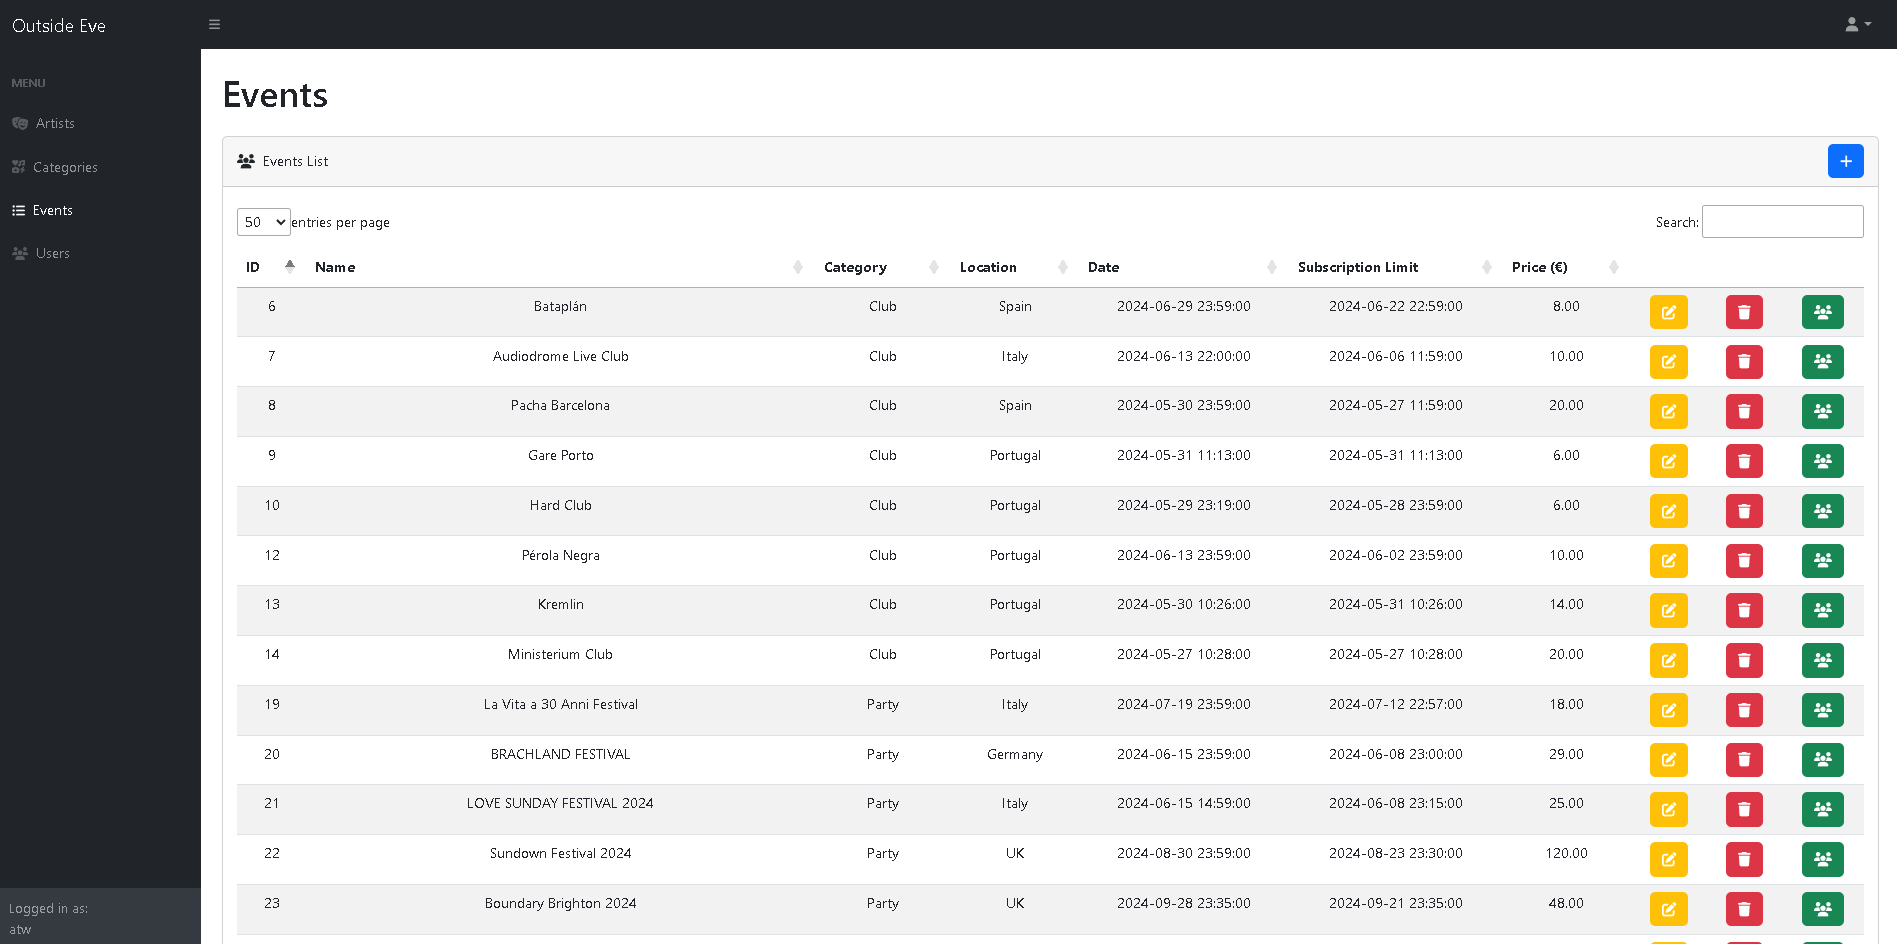 Outside Eve
MENU
Artists
Categories
Events
Users
Logged in as:
atw
Events
Events List
50 entries per page
Search:
ID Name Category Location Date Subscription Limit Price (€)
6 Bataplán Club Spain 2024-06-29 23:59:00 2024-06-22 22:59:00 8.00
7 Audiodrome Live Club Club Italy 2024-06-13 22:00:00 2024-06-06 11:59:00 10.00
8 Pacha Barcelona Club Spain 2024-05-30 23:59:00 2024-05-27 11:59:00 20.00
9 Gare Porto Club Portugal 2024-05-31 11:13:00 2024-05-31 11:13:00 6.00
10 Hard Club Club Portugal 2024-05-29 23:19:00 2024-05-28 23:59:00 6.00
12 Pérola Negra Club Portugal 2024-06-13 23:59:00 2024-06-02 23:59:00 10.00
13 Kremlin Club Portugal 2024-05-30 10:26:00 2024-05-31 10:26:00 14.00
14 Ministerium Club Club Portugal 2024-05-27 10:28:00 2024-05-27 10:28:00 20.00
19 La Vita a 30 Anni Festival Party Italy 2024-07-19 23:59:00 2024-07-12 22:57:00 18.00
20 BRACHLAND FESTIVAL Party Germany 2024-06-15 23:59:00 2024-06-08 23:00:00 29.00
21 LOVE SUNDAY FESTIVAL 2024 Party Italy 2024-06-15 14:59:00 2024-06-08 23:15:00 25.00
22 Sundown Festival 2024 Party UK 2024-08-30 23:59:00 2024-08-23 23:30:00 120.00
23 Boundary Brighton 2024 Party UK 2024-09-28 23:35:00 2024-09-21 23:35:00 48.00